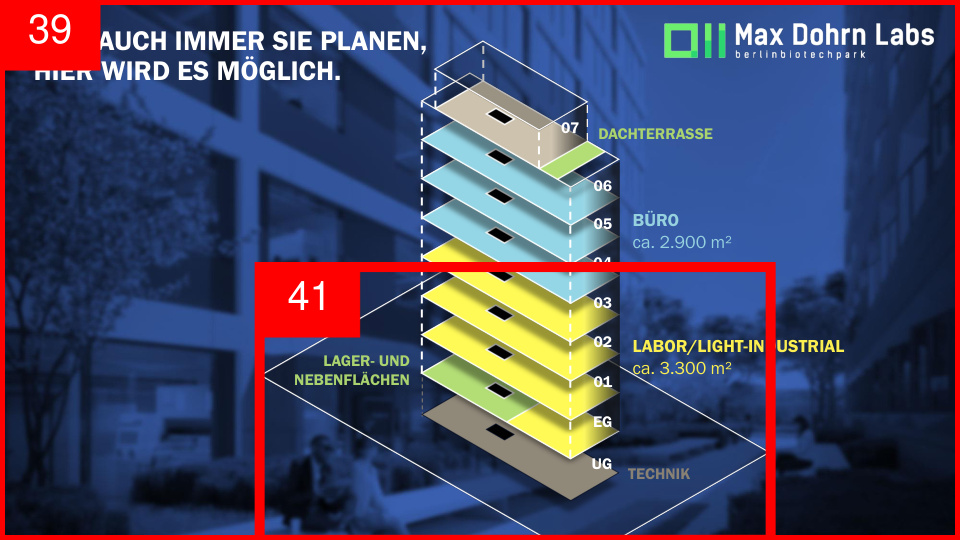 39
AUCH IMMER SIE PLANEN,
HIER WIRD ES MÖGLICH.
Max Dohrn Labs
berlinbiotechpark
07
DACHTERRASSE
06
05
BÜRO
ca. 2.900 m²
04
41
03
02
LABOR/LIGHT-INDUSTRIAL
ca. 3.300 m²
LAGER- UND
NEBENFLÄCHEN
01
EG
UG
TECHNIK